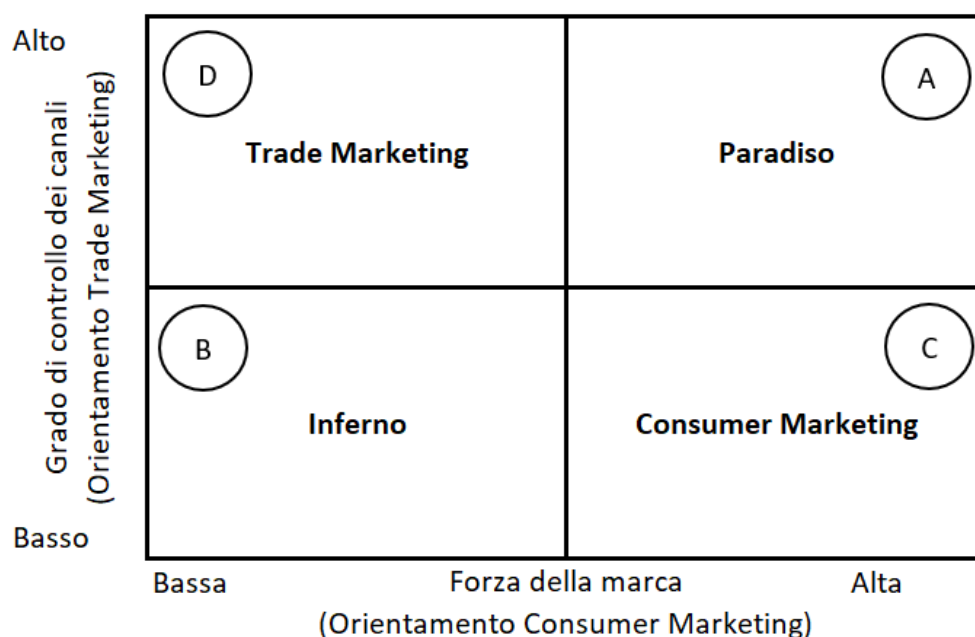 Alto
Grado di controllo dei canali
(Orientamento Trade Marketing)
D
A
Trade Marketing
Paradiso
B
C
Inferno
Consumer Marketing
Basso
Bassa
Forza della marca
Alta
(Orientamento Consumer Marketing)